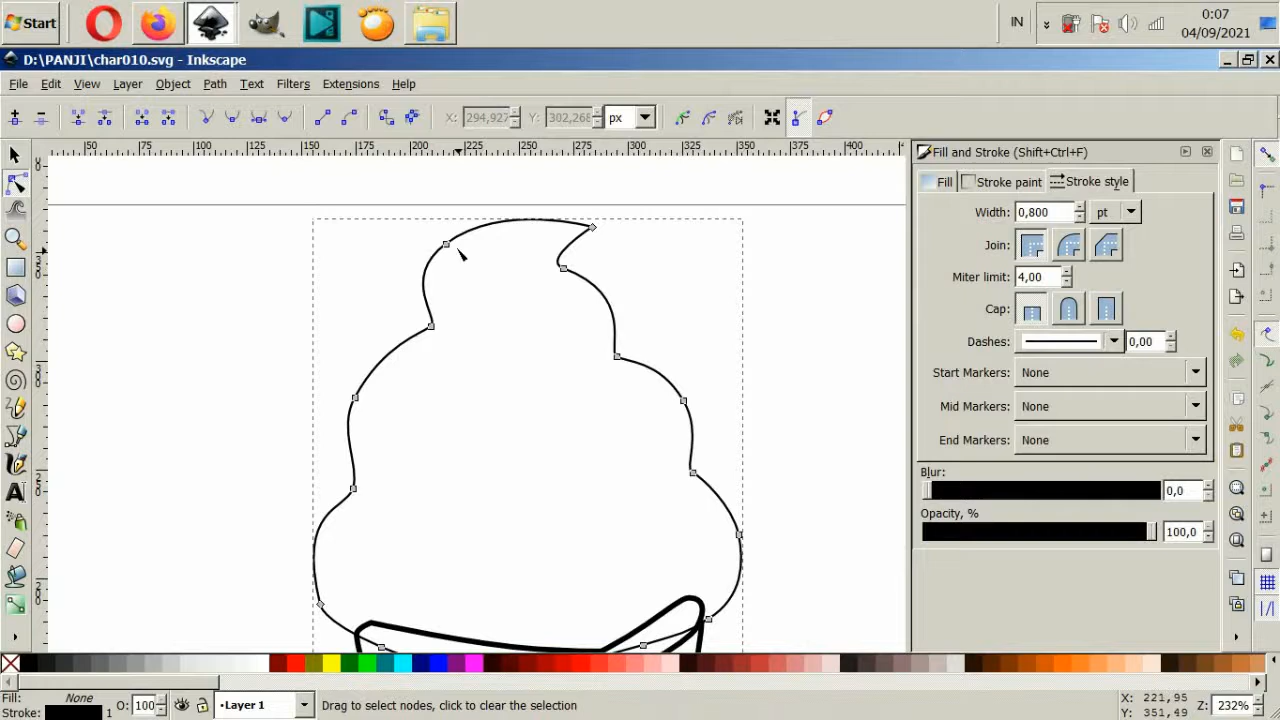 Start
IN
0:07
04/09/2021
D:\PANJI\char010.svg - Inkscape
File Edit View Layer Object Path Text Filters Extensions Help
X: 294,927 Y: 302,268 px
50 75 100 125 150 175 200 225 250 275 300 325 350 375 400
Fill and Stroke (Shift+Ctrl+F)
Fill Stroke paint Stroke style
Width: 0,800 pt
Join:
Miter limit: 4,00
Cap:
Dashes: 0,00
Start Markers: None
Mid Markers: None
End Markers: None
Blur:
0,0
Opacity, %
100,0
Fill: None
Stroke: 1
O: 100
•Layer 1
Drag to select nodes, click to clear the selection
X: 221,95
Y: 351,49
Z: 232%